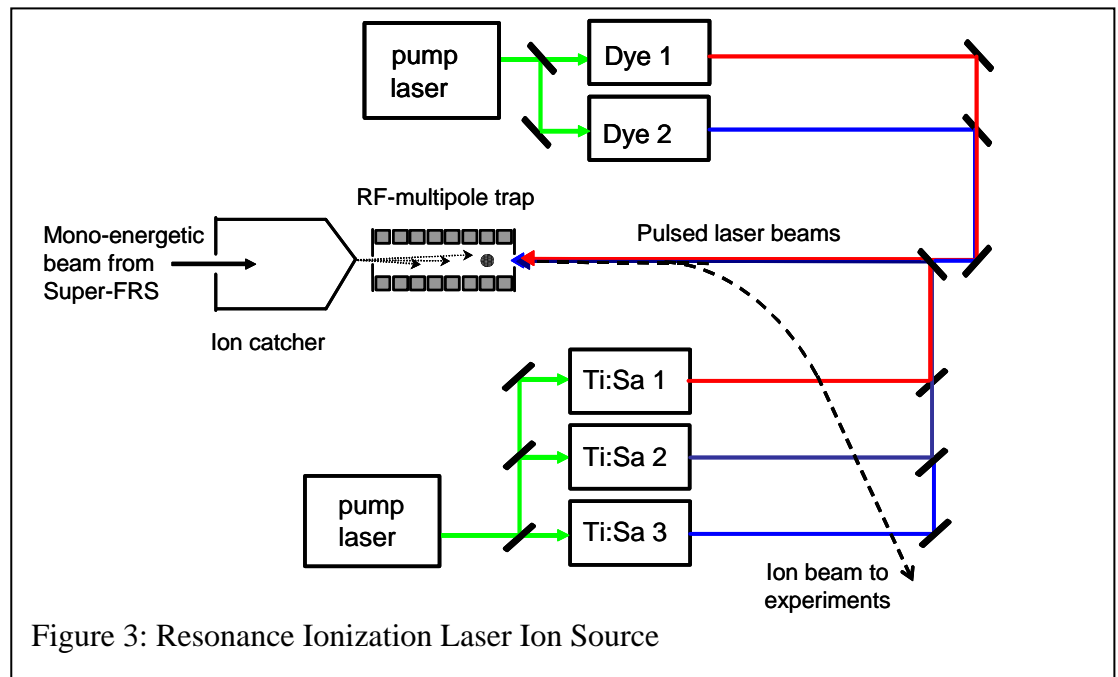 pump
laser
Dye 1
Dye 2
RF-multipole trap
Mono-energetic
beam from
Super-FRS
Pulsed laser beams
Ion catcher
Ti:Sa 1
Ti:Sa 2
pump
laser
Ti:Sa 3
Ion beam to
experiments
Figure 3: Resonance Ionization Laser Ion Source